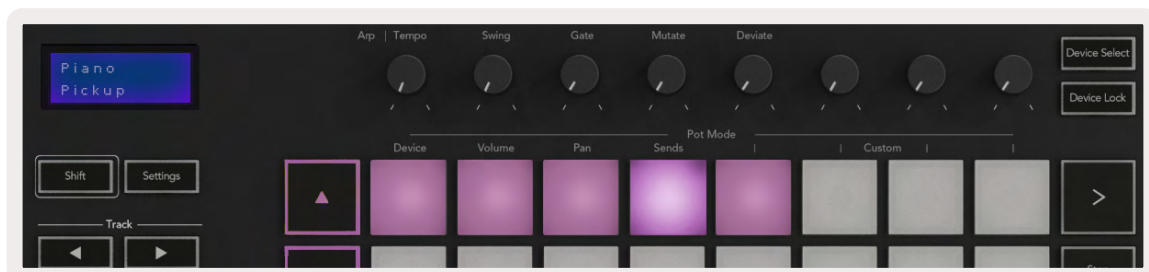 Piano
Pickup
Arp | Tempo Swing Gate Mutate Deviate
Device Select
Device Lock
Pot Mode
Device Volume Pan Sends | | Custom | |
Shift Settings
Track